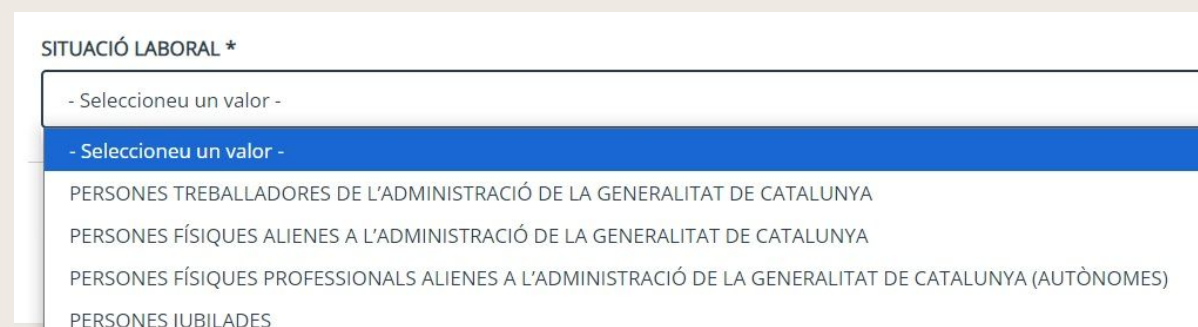 SITUACIÓ LABORAL *
- Seleccioneu un valor -
- Seleccioneu un valor -
PERSONES TREBALLADORES DE L’ADMINISTRACIÓ DE LA GENERALITAT DE CATALUNYA
PERSONES FÍSIQUES ALIENES A L’ADMINISTRACIÓ DE LA GENERALITAT DE CATALUNYA
PERSONES FÍSIQUES PROFESSIONALS ALIENES A L’ADMINISTRACIÓ DE LA GENERALITAT DE CATALUNYA (AUTÒNOMES)
PERSONES JUBILADES